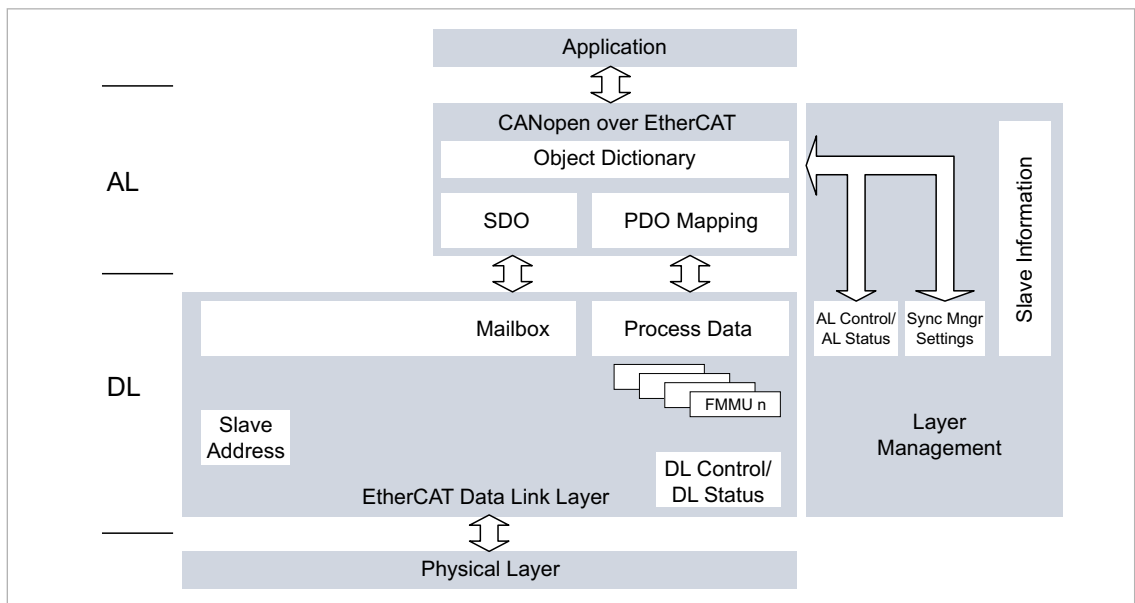 Application
AL
CANopen over EtherCAT
Object Dictionary
SDO
PDO Mapping
Slave Information
AL Control/
AL Status
Sync Mngr
Settings
DL
Mailbox
Process Data
FMMU n
Slave
Address
DL Control/
DL Status
EtherCAT Data Link Layer
Layer
Management
Physical Layer